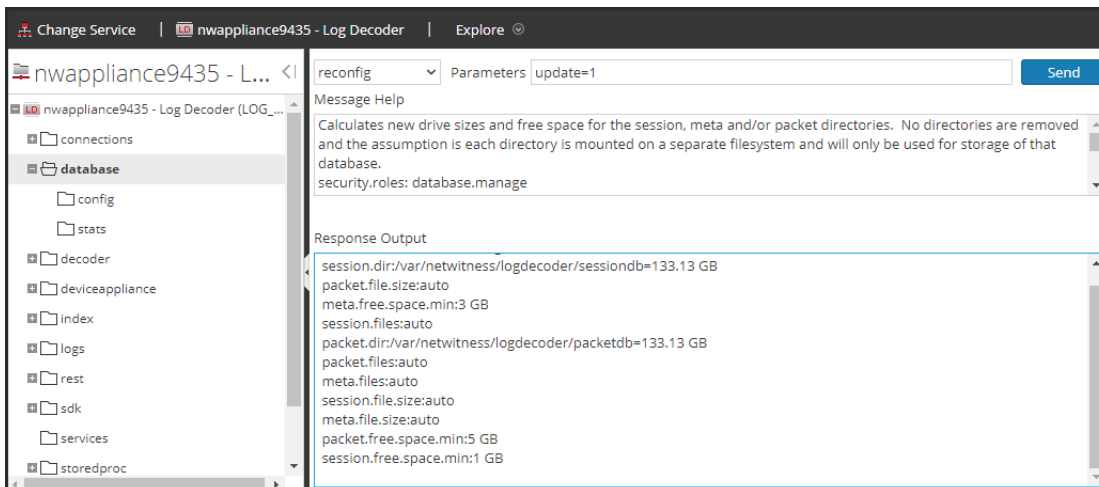 Change Service | LD nwappliance9435 - Log Decoder | Explore
nwappliance9435 - L...
LD nwappliance9435 - Log Decoder (LOG_...
connections
database
config
stats
decoder
deviceappliance
index
logs
rest
sdk
services
storedproc
reconfig Parameters update=1 Send
Message Help
Calculates new drive sizes and free space for the session, meta and/or packet directories. No directories are removed
and the assumption is each directory is mounted on a separate filesystem and will only be used for storage of that
database.
security.roles: database.manage
Response Output
session.dir:/var/netwitness/logdecoder/sessiondb=133.13 GB
packet.file.size:auto
meta.free.space.min:3 GB
session.files:auto
packet.dir:/var/netwitness/logdecoder/packetdb=133.13 GB
packet.files:auto
meta.files:auto
session.file.size:auto
meta.file.size:auto
packet.free.space.min:5 GB
session.free.space.min:1 GB